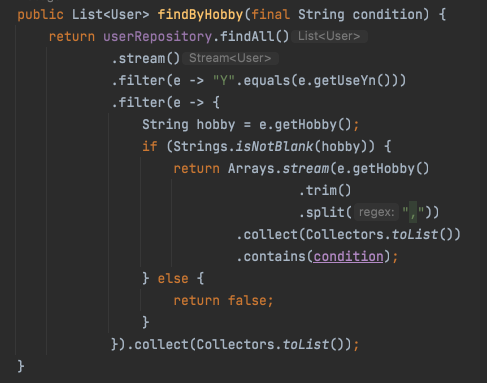 public List<User> findByHobby(final String condition) {
    return userRepository.findAll() List<User>
            .stream() Stream<User>
            .filter(e -> "Y".equals(e.getUseYn()))
            .filter(e -> {
                String hobby = e.getHobby();
                if (Strings.isNotBlank(hobby)) {
                    return Arrays.stream(e.getHobby()
                                    .trim()
                                    .split( regex: ","))
                            .collect(Collectors.toList())
                            .contains(condition);
                } else {
                    return false;
                }
            }).collect(Collectors.toList());
}